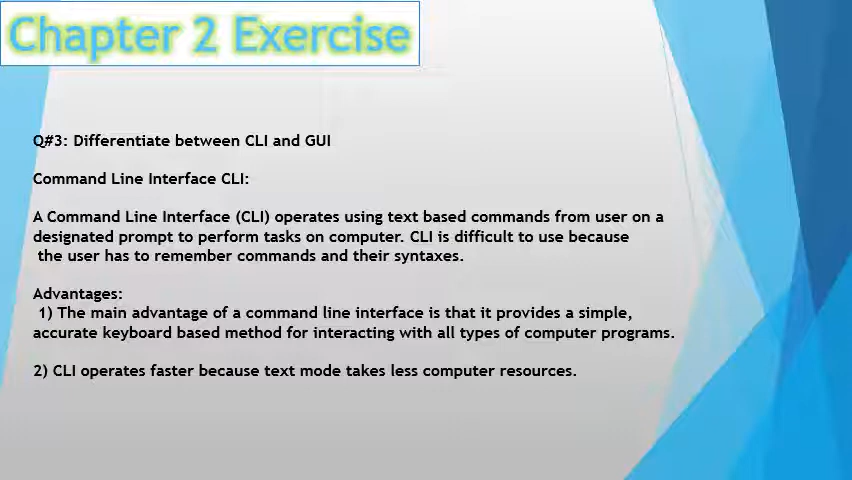 Chapter 2 Exercise
Q#3: Differentiate between CLI and GUI
Command Line Interface CLI:
A Command Line Interface (CLI) operates using text based commands from user on a
designated prompt to perform tasks on computer. CLI is difficult to use because
the user has to remember commands and their syntaxes.
Advantages:
1) The main advantage of a command line interface is that it provides a simple,
accurate keyboard based method for interacting with all types of computer programs.
2) CLI operates faster because text mode takes less computer resources.